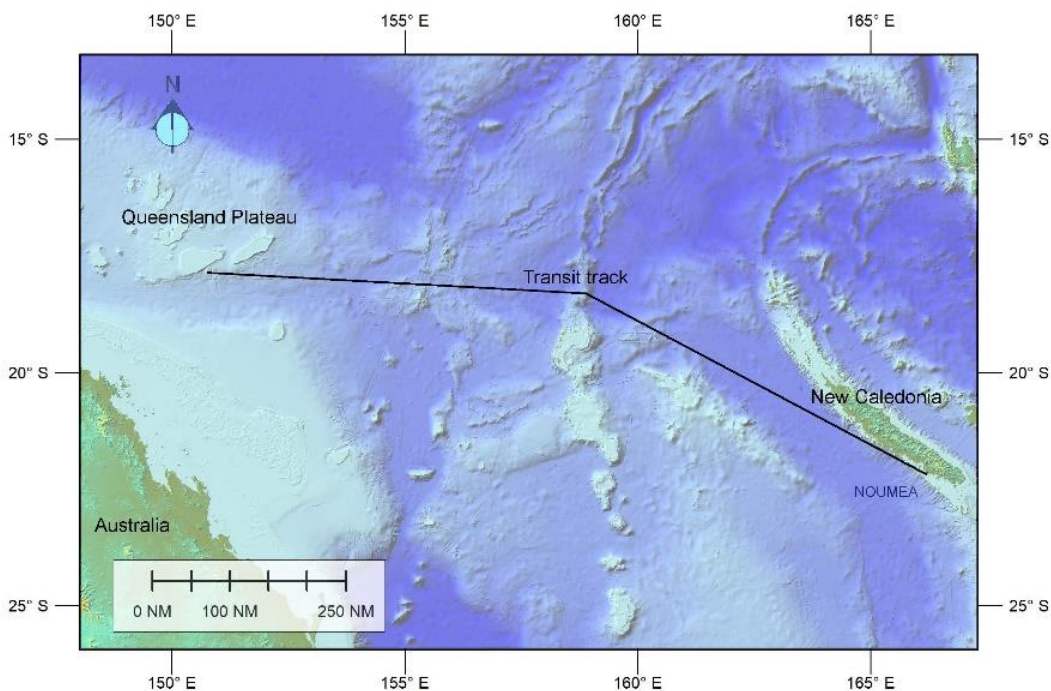 150° E 155° E 160° E 165° E
N
15° S 15° S
Queensland Plateau
Transit track
20° S 20° S
New Caledonia
NOUMEA
Australia
0 NM 100 NM 250 NM
25° S 25° S
150° E 155° E 160° E 165° E